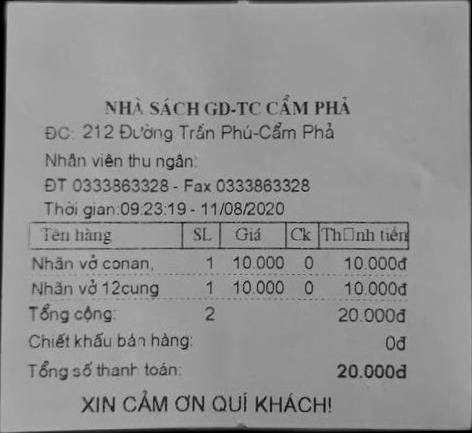 NHÀ SÁCH GD-TC CẨM PHẢ
ĐC: 212 Đường Trần Phú-Cẩm Phả
Nhân viên thu ngân:
ĐT 0333863328 - Fax 0333863328
Thời gian:09:23:19 - 11/08/2020
Tên hàng SL Giá Ck Th□nh tiền
Nhãn vở conan, 1 10.000 0 10.000đ
Nhãn vở 12cung 1 10.000 0 10.000đ
Tổng cộng: 2 20.000đ
Chiết khấu bán hàng: 0đ
Tổng số thanh toán: 20.000đ
XIN CẢM ƠN QUÍ KHÁCH!